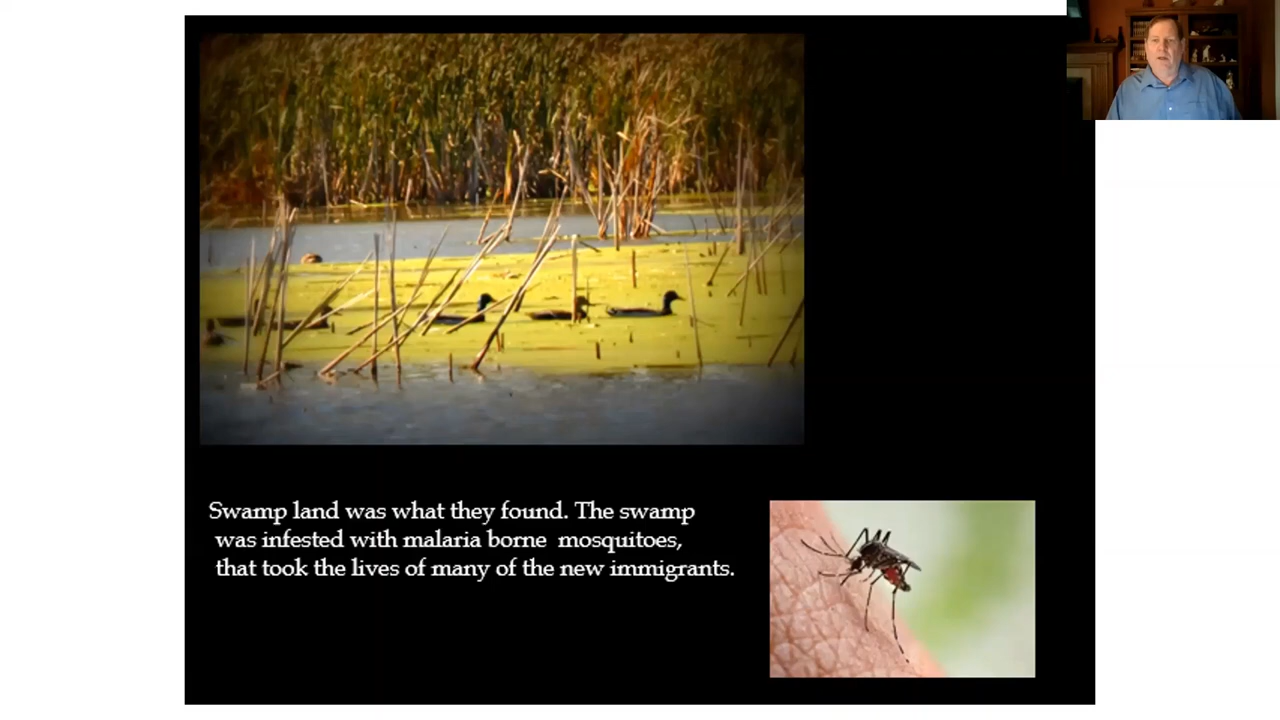 Swamp land was what they found. The swamp
was infested with malaria borne mosquitoes,
that took the lives of many of the new immigrants.